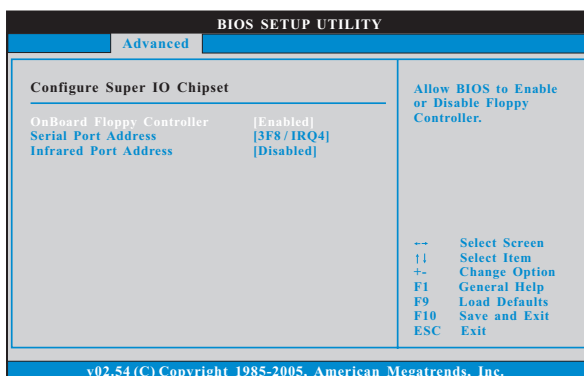 BIOS SETUP UTILITY
Advanced
Configure Super IO Chipset
OnBoard Floppy Controller [Enabled]
Serial Port Address [3F8 / IRQ4]
Infrared Port Address [Disabled]
Allow BIOS to Enable
or Disable Floppy
Controller.
←→ Select Screen
↑↓ Select Item
+- Change Option
F1 General Help
F9 Load Defaults
F10 Save and Exit
ESC Exit
v02.54 (C) Copyright 1985-2005, American Megatrends, Inc.